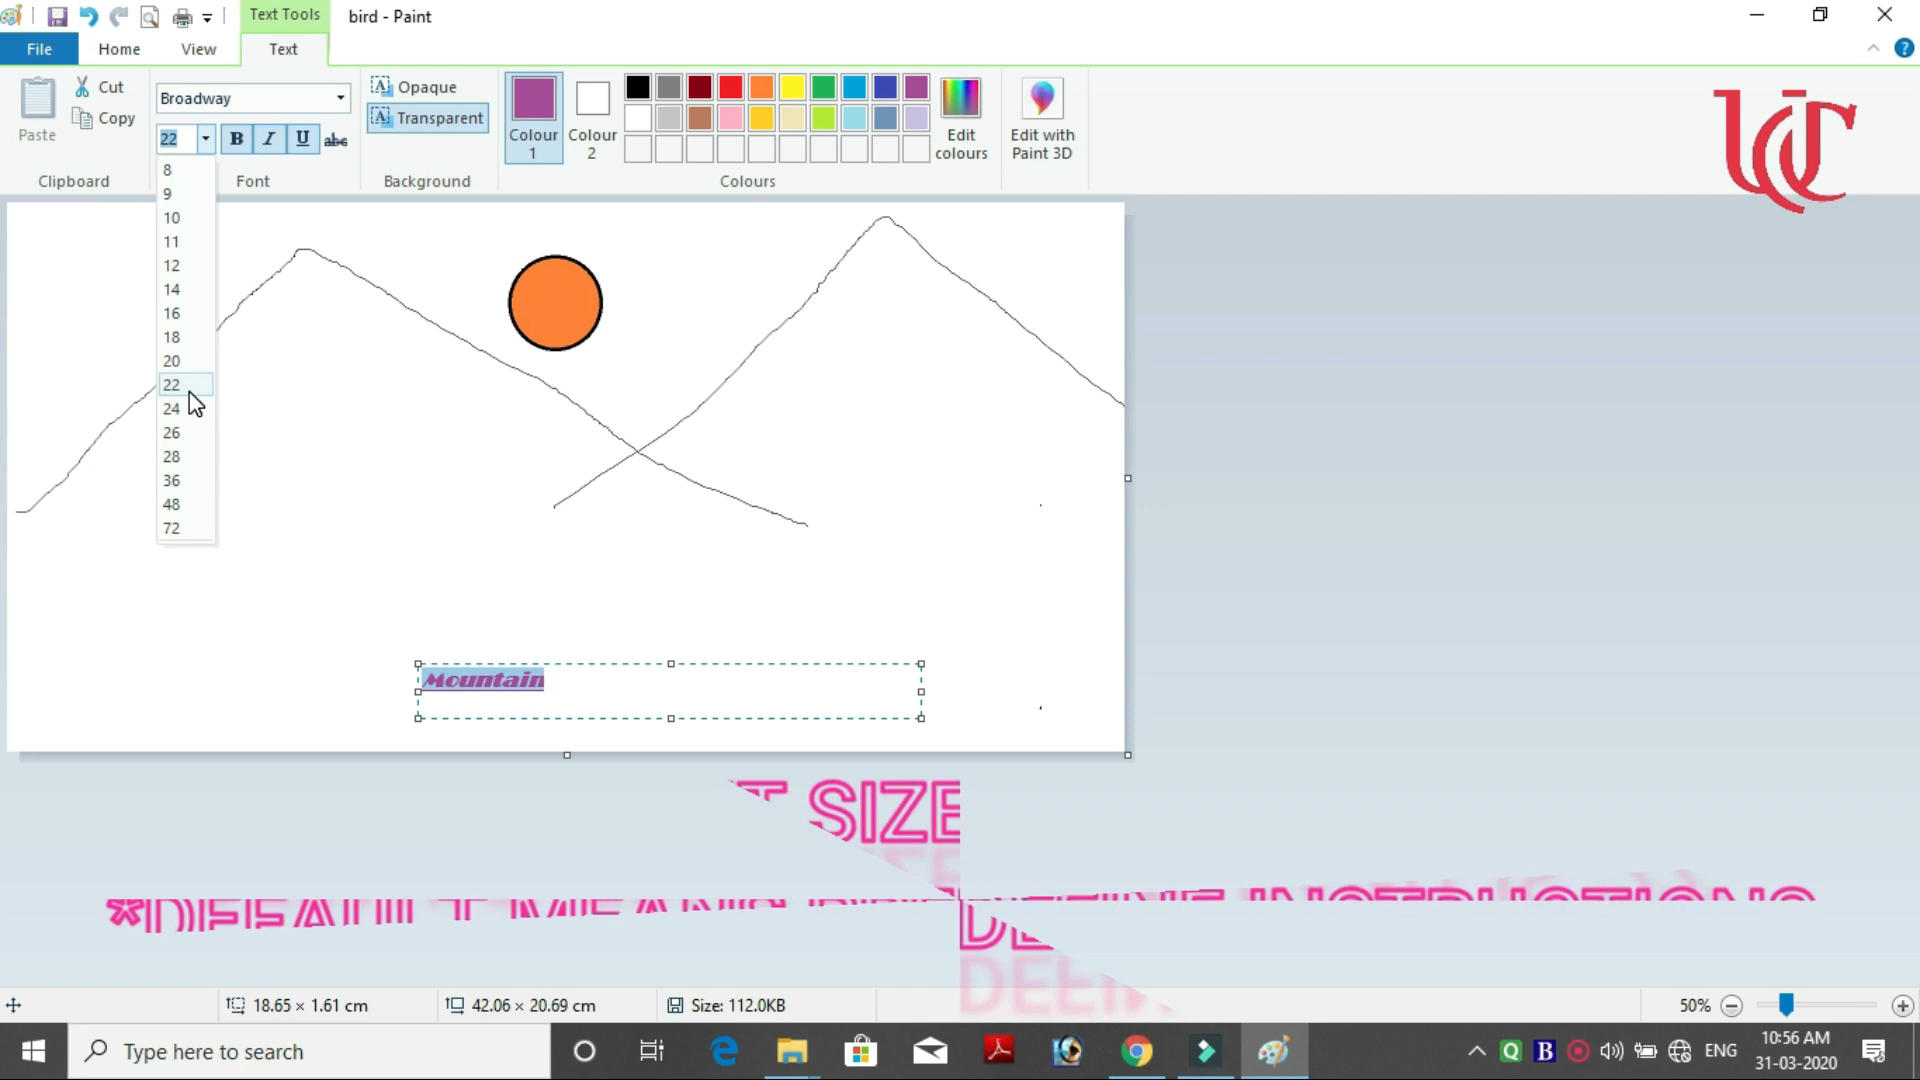 Text Tools
bird - Paint
File
Home
View
Text
Paste
Cut
Copy
Clipboard
Broadway
22
B I U abc
Font
8
9
10
11
12
14
16
18
20
22
24
26
28
36
48
72
Opaque
Transparent
Background
Colour 1
Colour 2
Edit colours
Colours
Edit with Paint 3D
UCC
Mountain
SIZE
18.65 × 1.61 cm
42.06 × 20.69 cm
Size: 112.0KB
50%
Type here to search
ENG
10:56 AM
31-03-2020